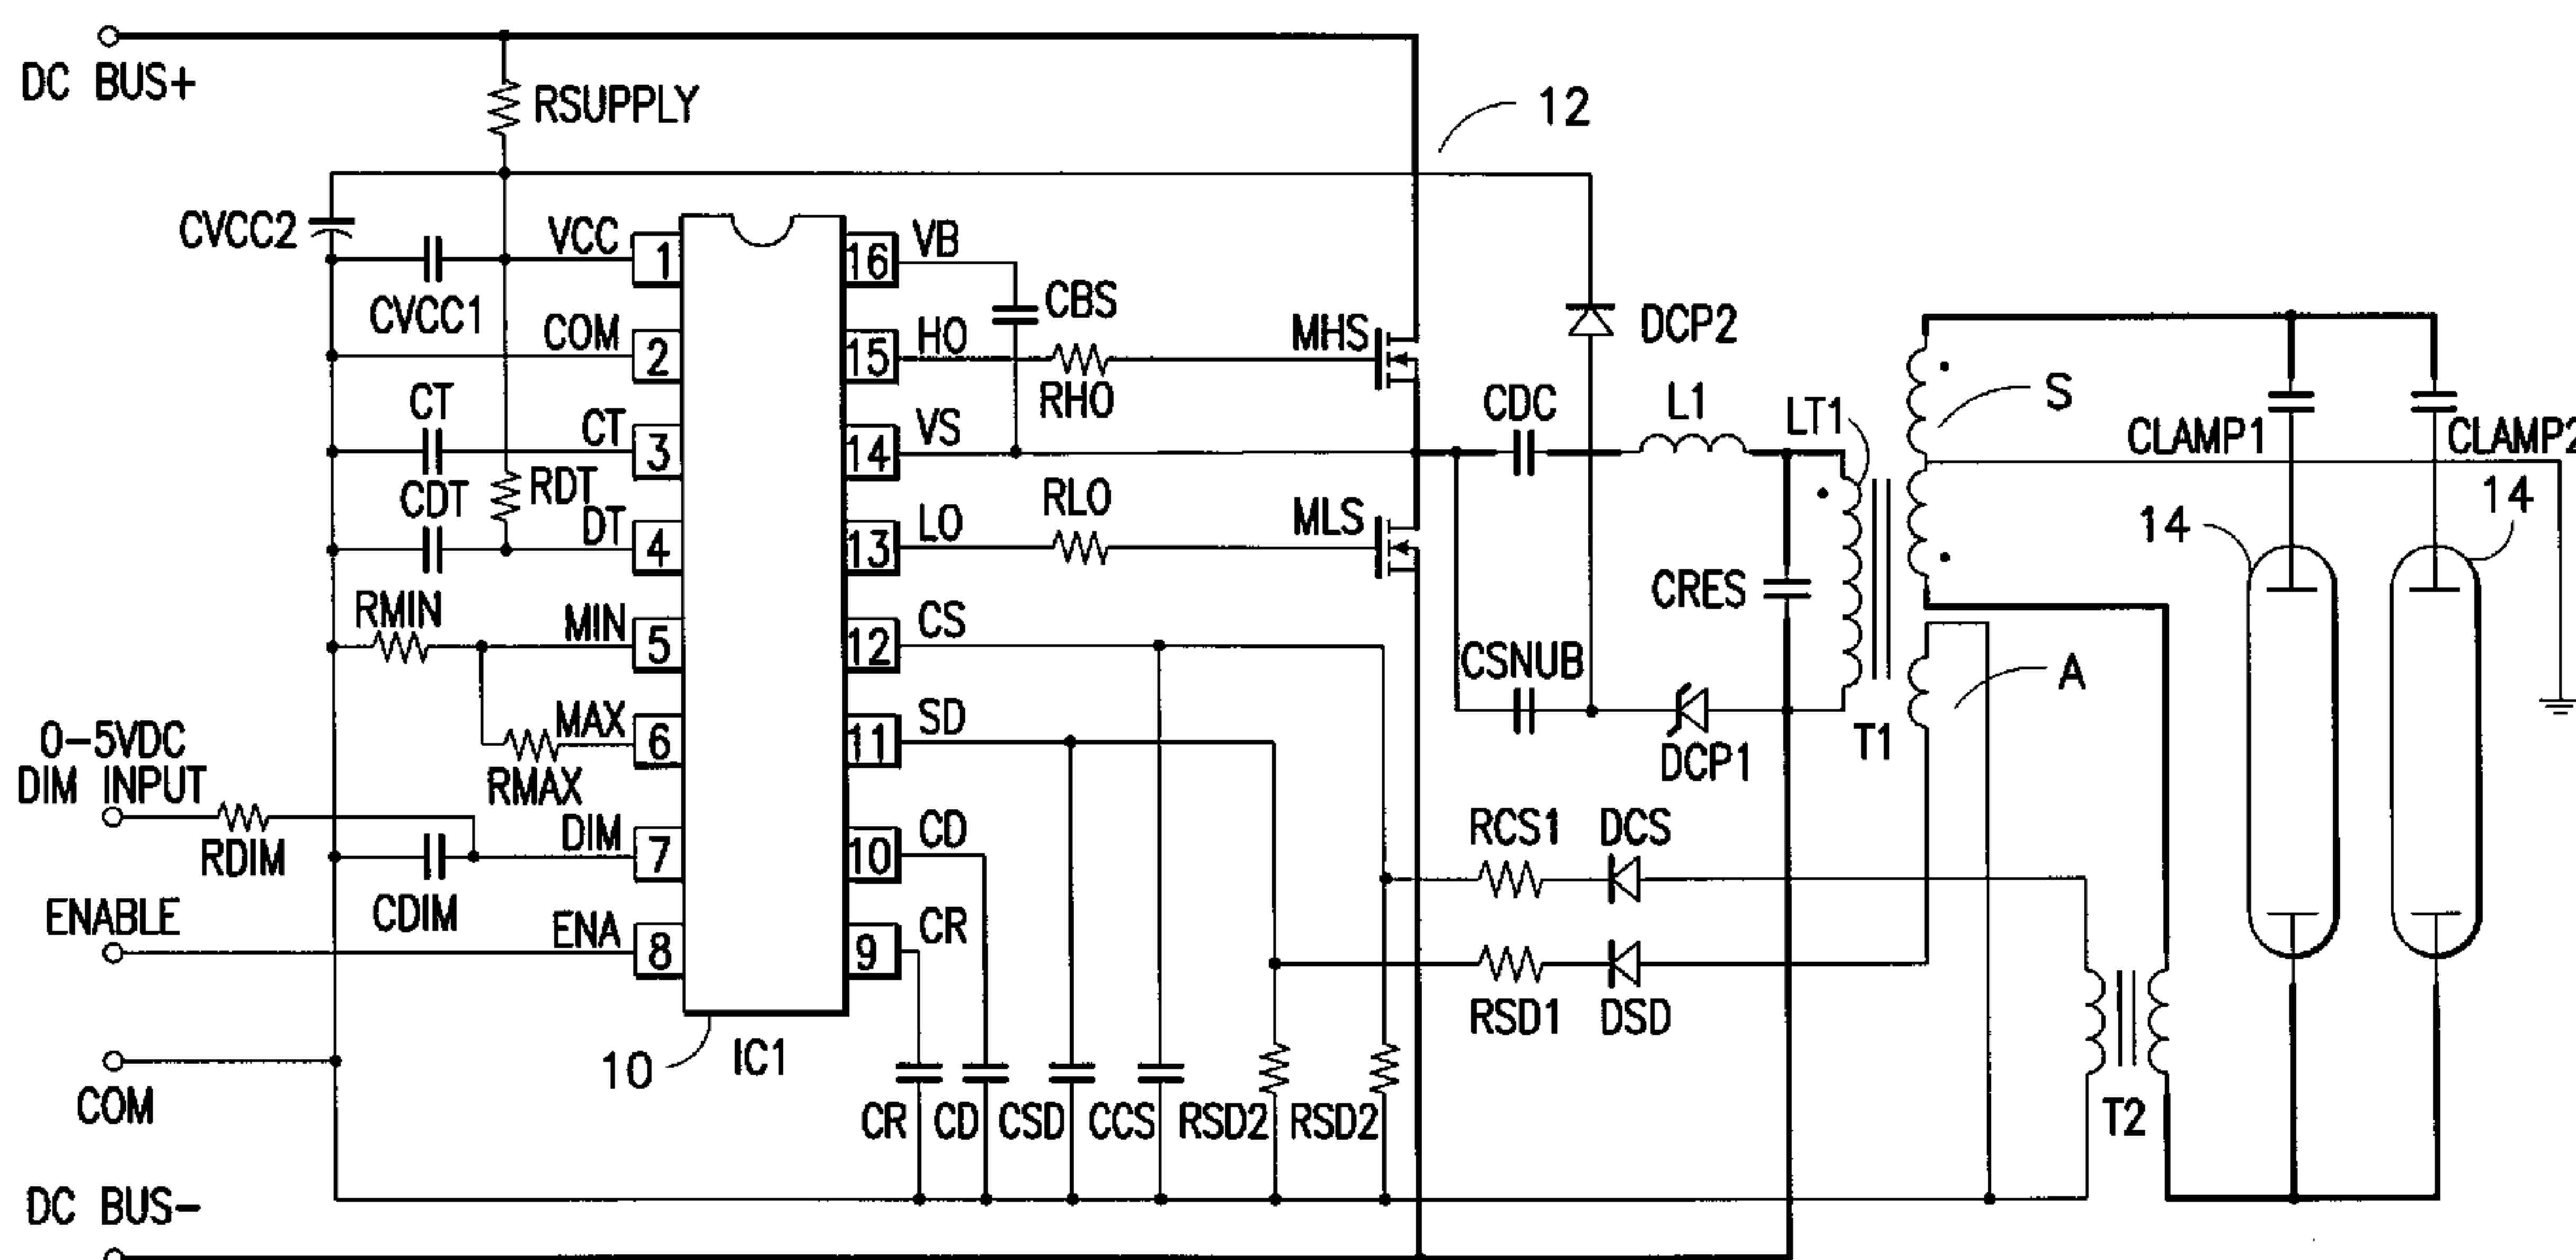 DC BUS+
RSUPPLY
12
CVCC2
VCC
1
16
VB
CVCC1
CBS
COM
2
15
HO
RHO
MHS
DCP2
CT
CT
3
14
VS
CDC
L1
LT1
S
CLAMP1
CLAMP2
CDT
RDT
DT
4
13
LO
RLO
MLS
14
14
RMIN
MIN
5
12
CS
CRES
CSNUB
A
MAX
6
11
SD
RMAX
DCP1
T1
0-5VDC
DIM INPUT
RDIM
DIM
7
10
CD
CDIM
RCS1
DCS
ENABLE
ENA
8
9
CR
RSD1
DSD
10
IC1
COM
CR
CD
CSD
CCS
RSD2
RSD2
T2
DC BUS-